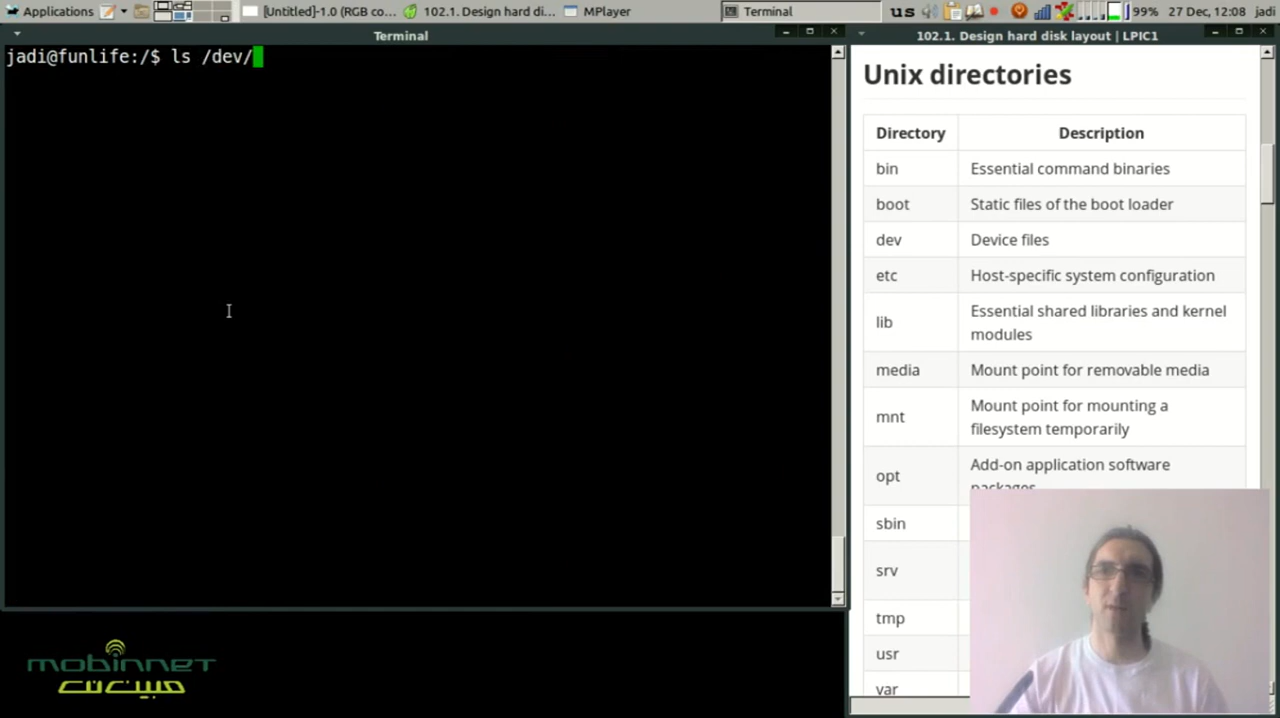 Applications
[Untitled]-1.0 (RGB co...
102.1. Design hard di...
MPlayer
Terminal
us
99%
27 Dec, 12:08
jadi
Terminal
jadi@funlife:/$ ls /dev/
mobinnet
مبین نت
102.1. Design hard disk layout | LPIC1
Unix directories
Directory Description
bin Essential command binaries
boot Static files of the boot loader
dev Device files
etc Host-specific system configuration
lib Essential shared libraries and kernel
modules
media Mount point for removable media
mnt Mount point for mounting a
filesystem temporarily
opt Add-on application software
packages
sbin
srv
tmp
usr
var